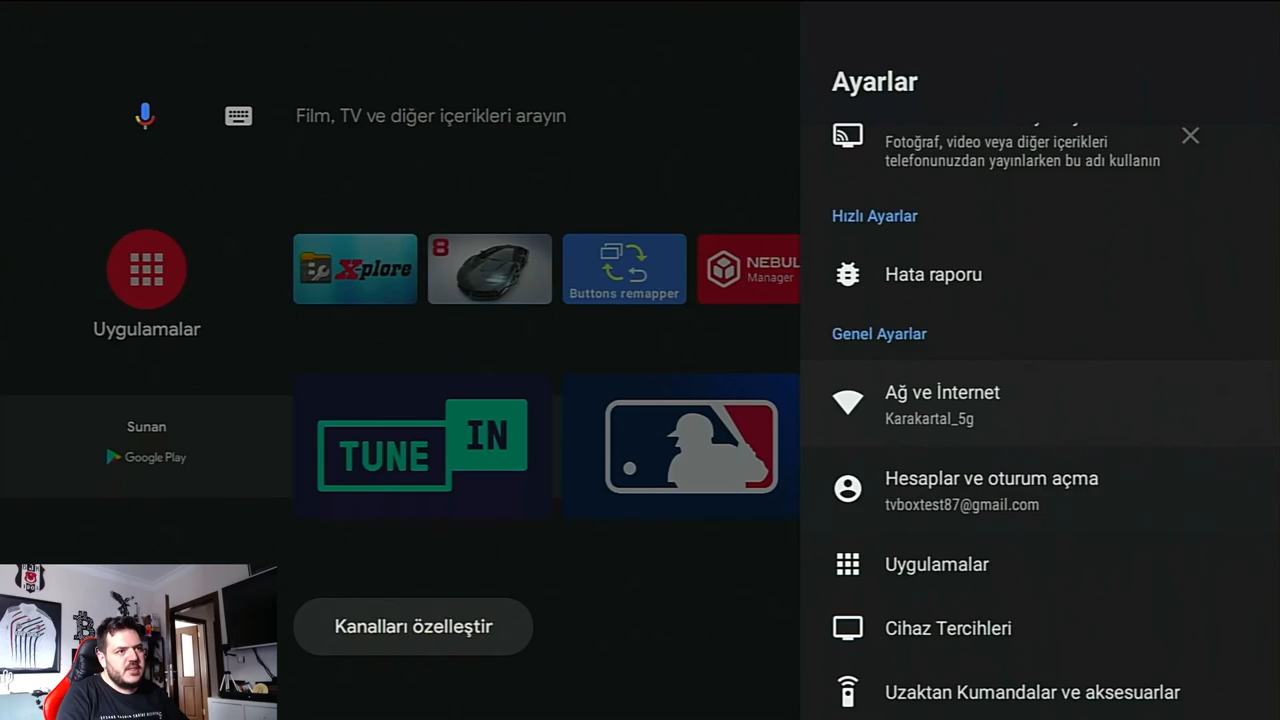 Film, TV ve diğer içerikleri arayın
X-plore
8
Buttons remapper
NEBUL
Manager
Uygulamalar
TUNE IN
Sunan
Google Play
Kanalları özelleştir
Ayarlar
Fotoğraf, video veya diğer içerikleri
telefonunuzdan yayınlarken bu adı kullanın
Hızlı Ayarlar
Hata raporu
Genel Ayarlar
Ağ ve İnternet
Karakartal_5g
Hesaplar ve oturum açma
tvboxtest87@gmail.com
Uygulamalar
Cihaz Tercihleri
Uzaktan Kumandalar ve aksesuarlar